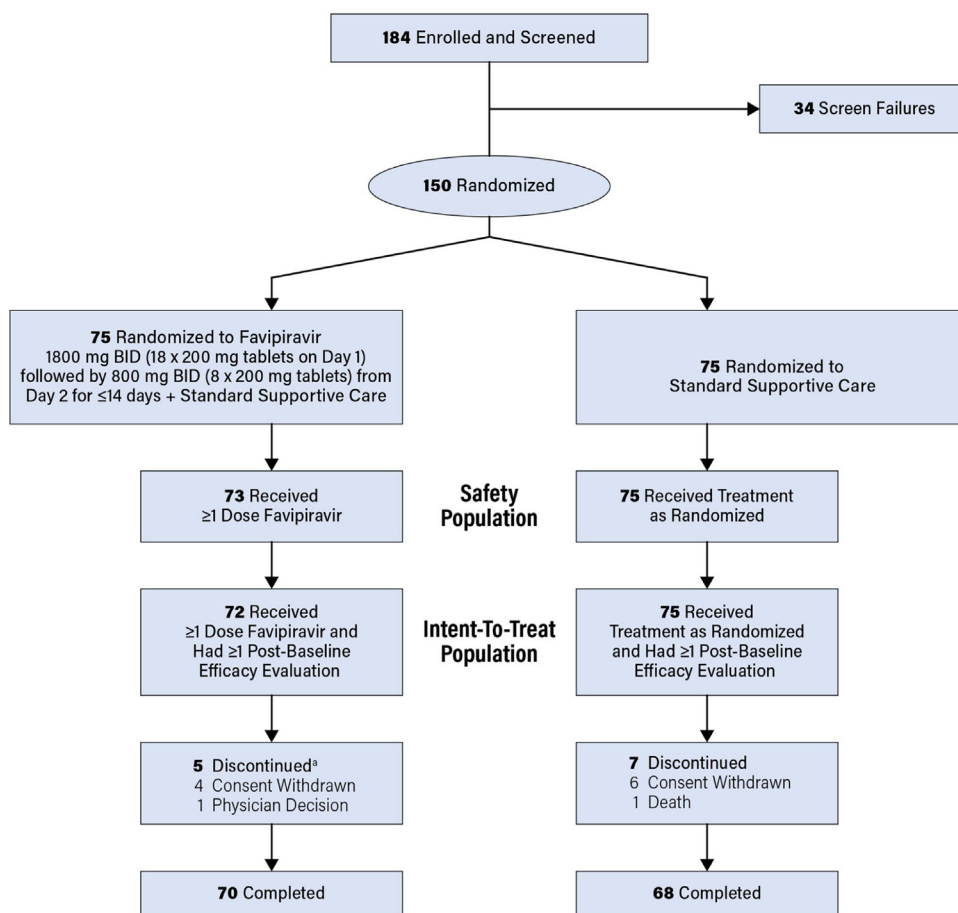 184 Enrolled and Screened
34 Screen Failures
150 Randomized
75 Randomized to Favipiravir
1800 mg BID (18 x 200 mg tablets on Day 1)
followed by 800 mg BID (8 x 200 mg tablets) from
Day 2 for ≤14 days + Standard Supportive Care
75 Randomized to
Standard Supportive Care
73 Received
≥1 Dose Favipiravir
Safety
Population
75 Received Treatment
as Randomized
72 Received
≥1 Dose Favipiravir and
Had ≥1 Post-Baseline
Efficacy Evaluation
Intent-To-Treat
Population
75 Received
Treatment as Randomized
and Had ≥1 Post-Baseline
Efficacy Evaluation
5 Discontinuedᵃ
4 Consent Withdrawn
1 Physician Decision
7 Discontinued
6 Consent Withdrawn
1 Death
70 Completed
68 Completed